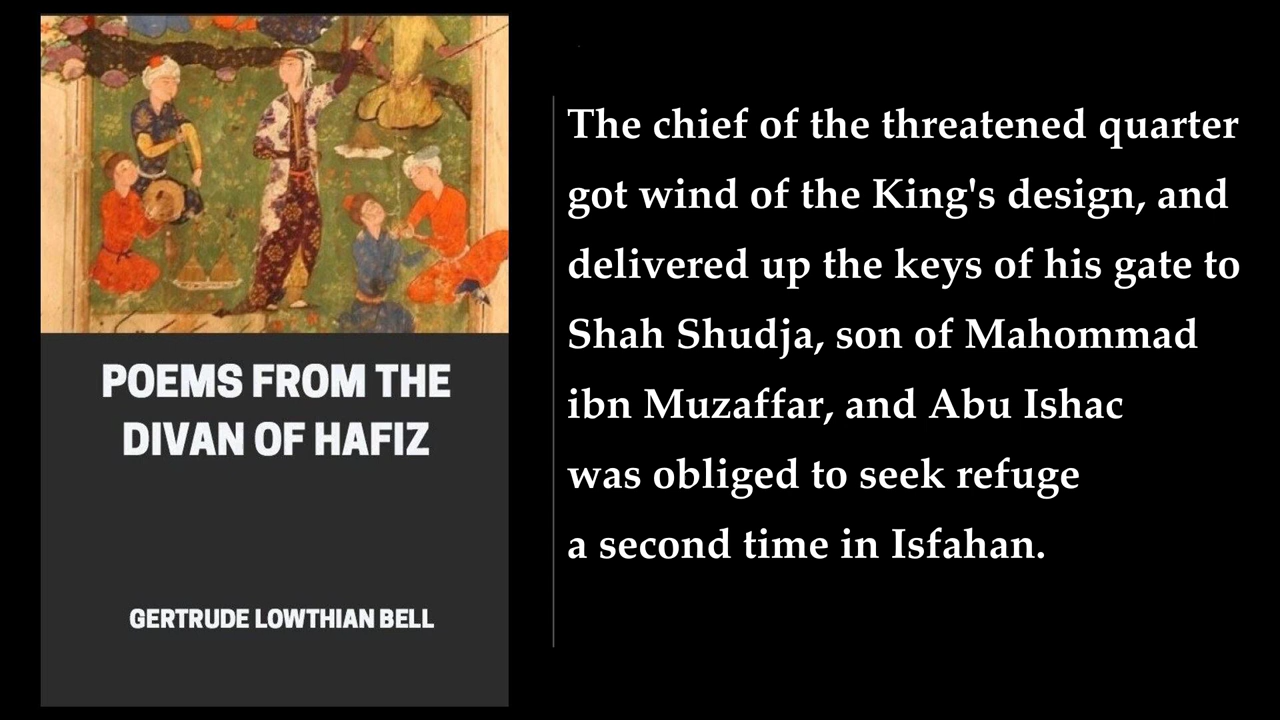 POEMS FROM THE
DIVAN OF HAFIZ
GERTRUDE LOWTHIAN BELL
The chief of the threatened quarter
got wind of the King's design, and
delivered up the keys of his gate to
Shah Shudja, son of Mahommad
ibn Muzaffar, and Abu Ishac
was obliged to seek refuge
a second time in Isfahan.